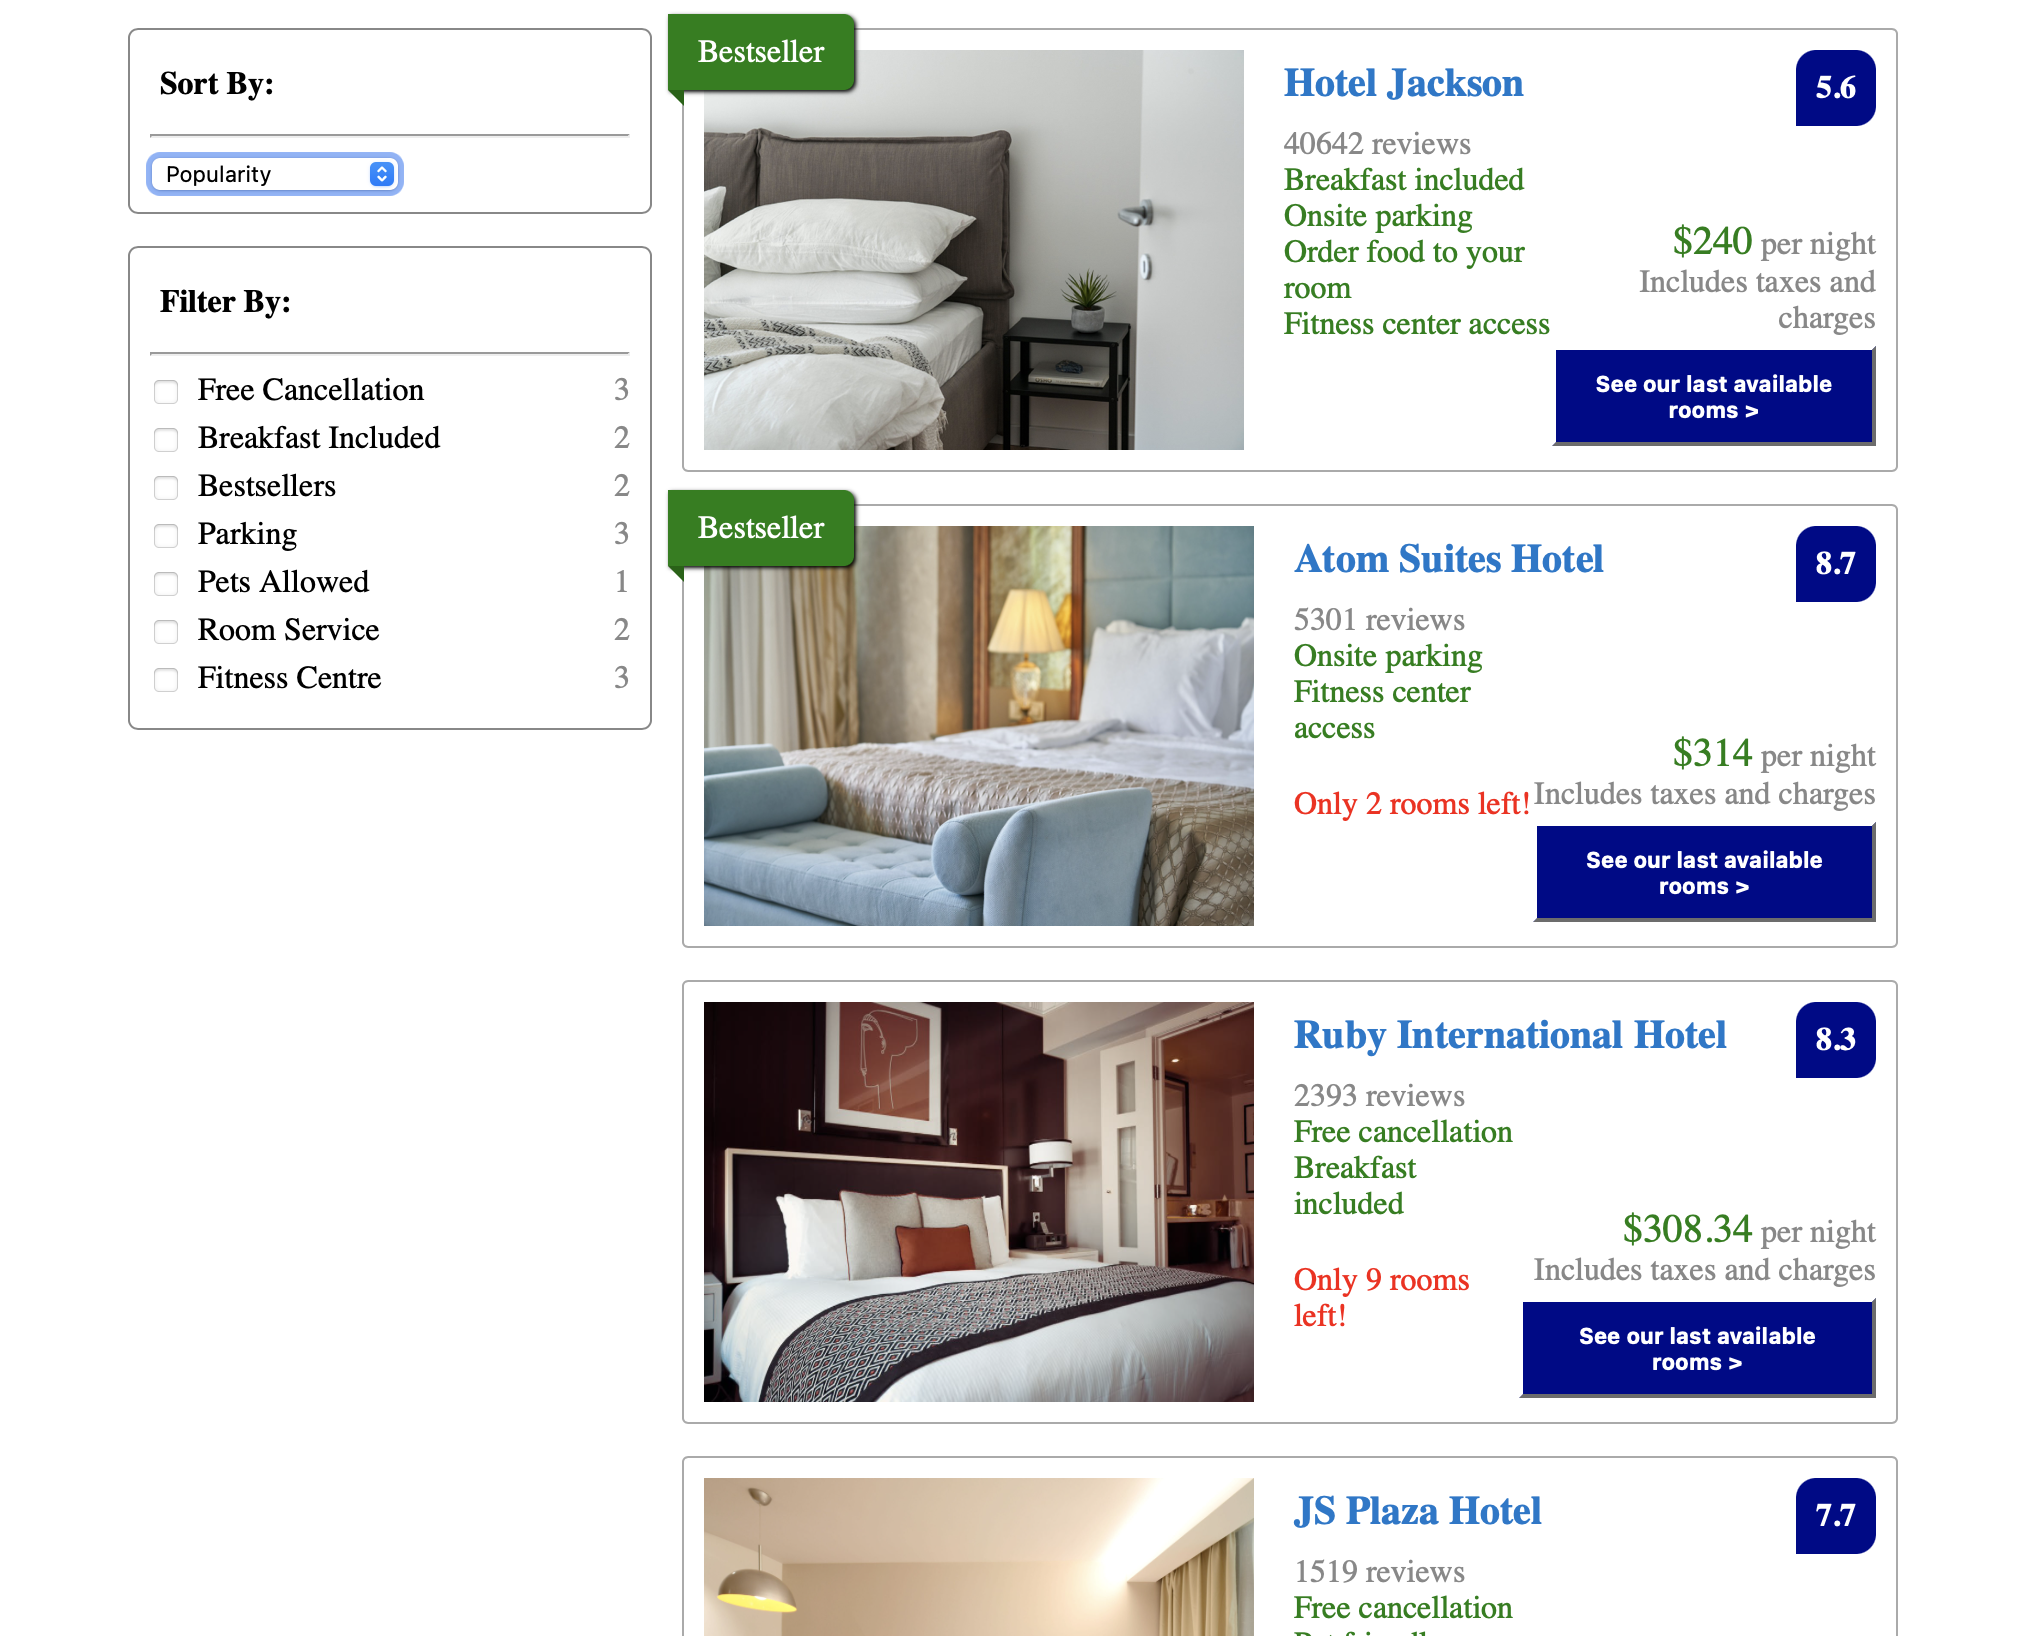 Sort By:
Popularity
Filter By:
Free Cancellation 3
Breakfast Included 2
Bestsellers 2
Parking 3
Pets Allowed 1
Room Service 2
Fitness Centre 3
Bestseller
Hotel Jackson
5.6
40642 reviews
Breakfast included
Onsite parking
Order food to your
room
Fitness center access
$240 per night
Includes taxes and
charges
See our last available
rooms >
Bestseller
Atom Suites Hotel
8.7
5301 reviews
Onsite parking
Fitness center
access
Only 2 rooms left!
$314 per night
Includes taxes and charges
See our last available
rooms >
Ruby International Hotel
8.3
2393 reviews
Free cancellation
Breakfast
included
Only 9 rooms
left!
$308.34 per night
Includes taxes and charges
See our last available
rooms >
JS Plaza Hotel
7.7
1519 reviews
Free cancellation